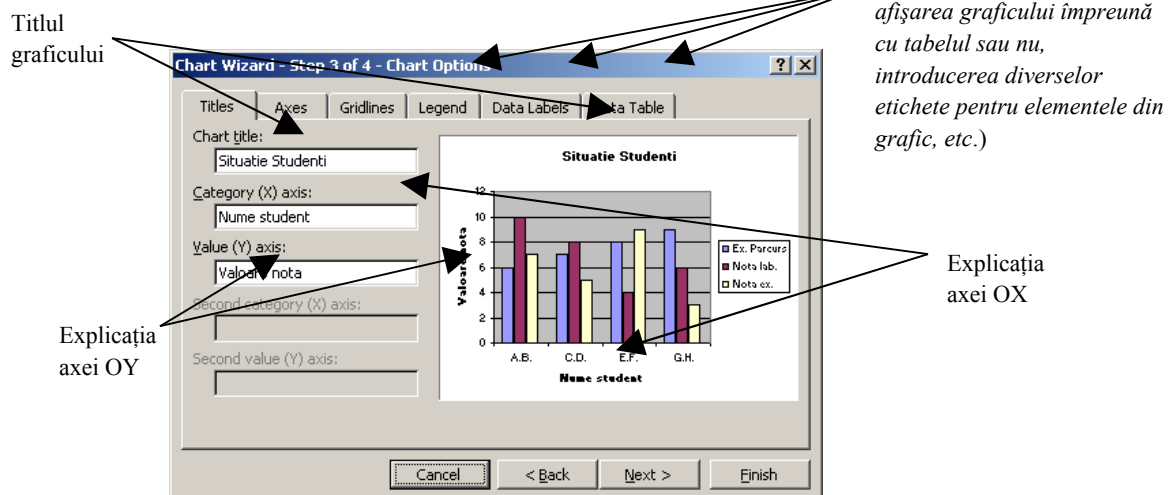 Titlul
graficului
afişarea graficului împreună
cu tabelul sau nu,
introducerea diverselor
etichete pentru elementele din
grafic, etc.)
Chart Wizard - Step 3 of 4 - Chart Options
Titles Axes Gridlines Legend Data Labels Data Table
Chart title:
Situatie Studenti
Category (X) axis:
Nume student
Value (Y) axis:
Valoare nota
Second category (X) axis:
Second value (Y) axis:
Situatie Studenti
Valoare nota
12
10
8
6
4
2
0
A.B. C.D. E.F. G.H.
Nume student
Ex. Parcurs
Nota lab.
Nota ex.
Explicaţia
axei OX
Explicaţia
axei OY
Cancel < Back Next > Finish